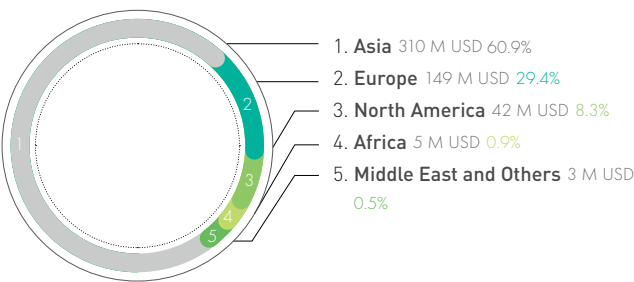 1. Asia 310 M USD 60.9%
2. Europe 149 M USD 29.4%
3. North America 42 M USD 8.3%
4. Africa 5 M USD 0.9%
5. Middle East and Others 3 M USD
0.5%
1
2
3
4
5